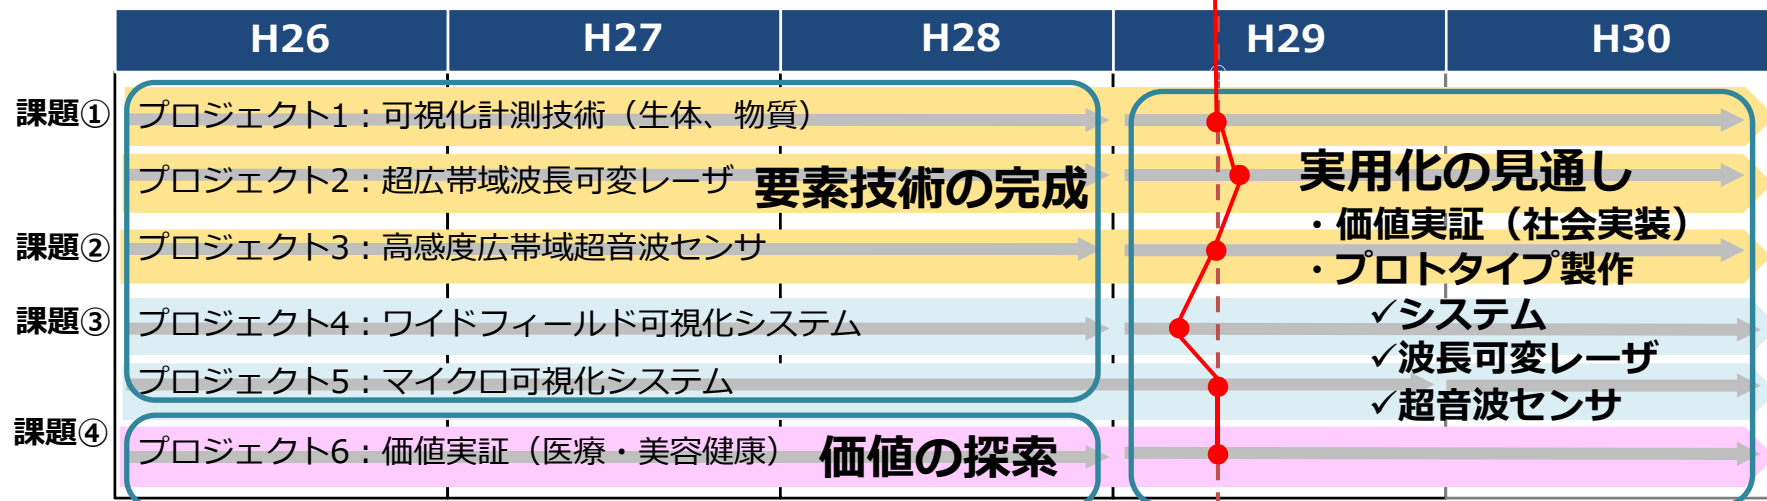 H26 H27 H28 H29 H30
課題①
プロジェクト1：可視化計測技術（生体、物質）
プロジェクト2：超広帯域波長可変レーザ
要素技術の完成
課題②
プロジェクト3：高感度広帯域超音波センサ
課題③
プロジェクト4：ワイドフィールド可視化システム
プロジェクト5：マイクロ可視化システム
課題④
プロジェクト6：価値実証（医療・美容健康）
価値の探索
実用化の見通し
・価値実証（社会実装）
・プロトタイプ製作
✓システム
✓波長可変レーザ
✓超音波センサ